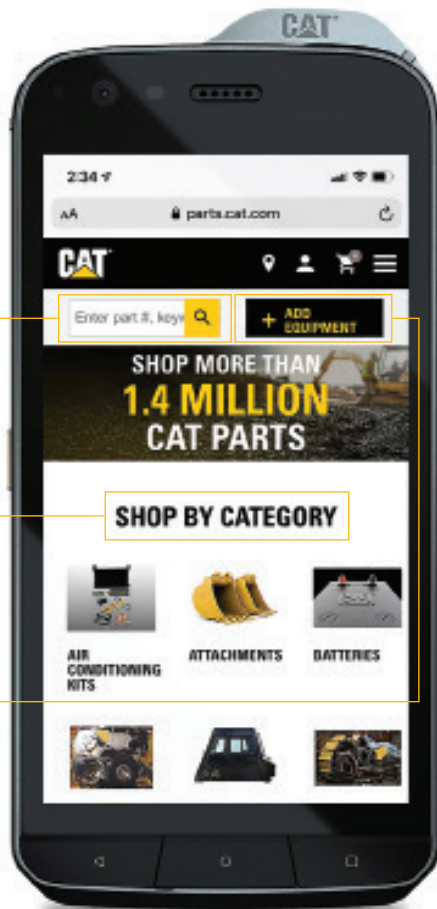 CAT
2:34
AA parts.cat.com
CAT
Enter part #, keyw
+ ADD EQUIPMENT
SHOP MORE THAN
1.4 MILLION
CAT PARTS
SHOP BY CATEGORY
AIR CONDITIONING KITS
ATTACHMENTS
BATTERIES